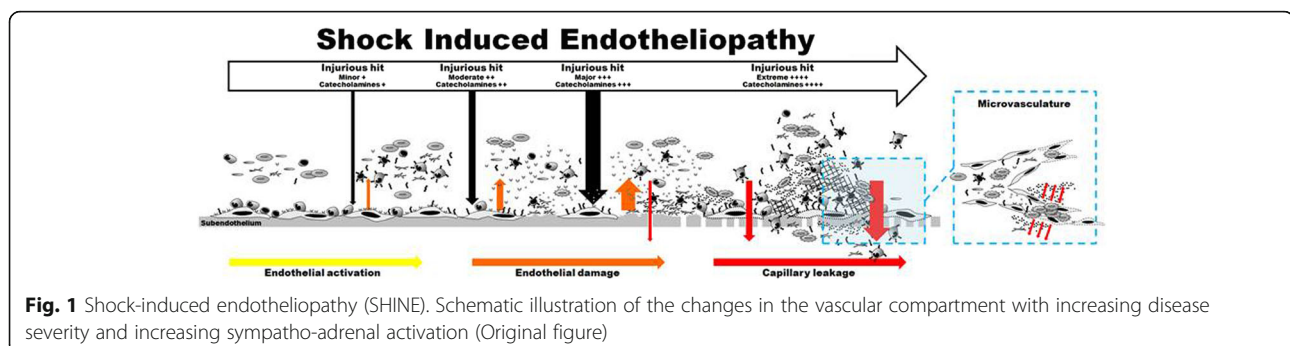 Shock Induced Endotheliopathy
Injurious hit
Minor +
Catecholamines +
Injurious hit
Moderate ++
Catecholamines ++
Injurious hit
Major +++
Catecholamines +++
Injurious hit
Extreme ++++
Catecholamines ++++
Microvasculature
Subendothelium
Endothelial activation
Endothelial damage
Capillary leakage
Fig. 1 Shock-induced endotheliopathy (SHINE). Schematic illustration of the changes in the vascular compartment with increasing disease
severity and increasing sympatho-adrenal activation (Original figure)